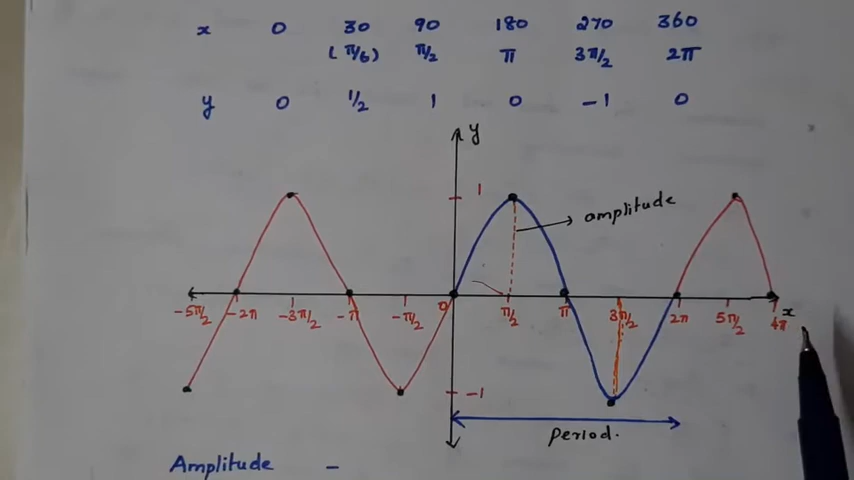 x 0 30 90 180 270 360
(π/6) π/2 π 3π/2 2π
y 0 1/2 1 0 -1 0
y
1
amplitude
-5π/2 -2π -3π/2 -π -π/2 0 π/2 π 3π/2 2π 5π/2 4π x
-1
Period.
Amplitude -